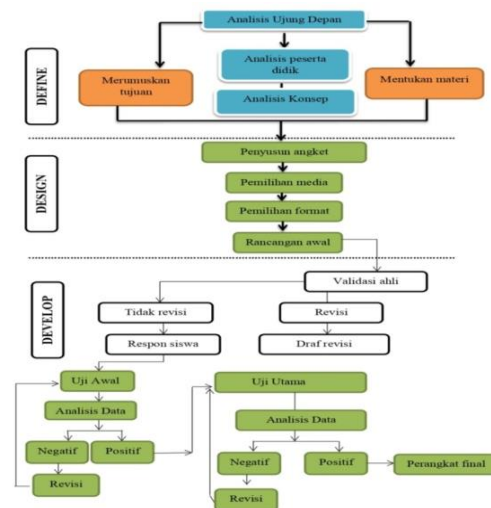 Analisis Ujung Depan
DEFINE
Merumuskan
tujuan
Analisis peserta
didik
Mentukan materi
Analisis Konsep
DESIGN
Penyusun angket
Pemilihan media
Pemilihan format
Rancangan awal
DEVELOP
Validasi ahli
Tidak revisi
Revisi
Respon siswa
Draf revisi
Uji Awal
Analisis Data
Negatif
Positif
Revisi
Uji Utama
Analisis Data
Negatif
Positif
Perangkat final
Revisi